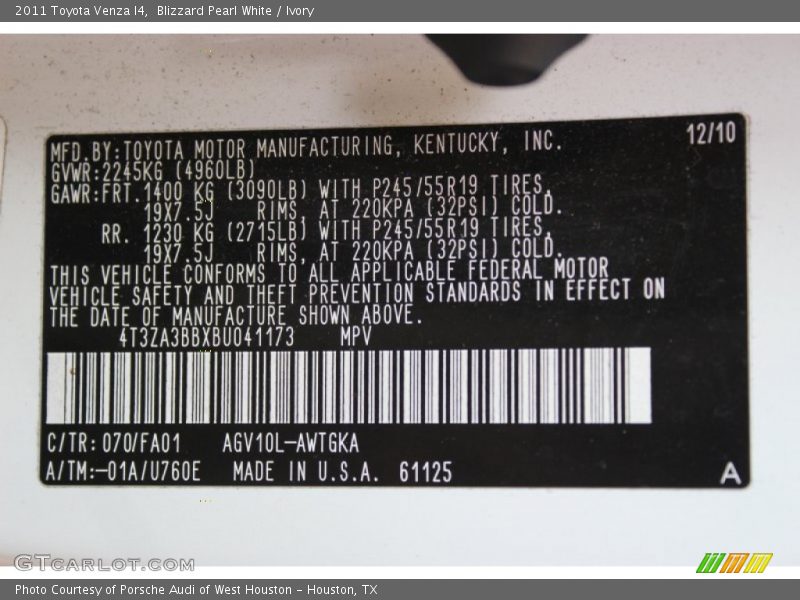 2011 Toyota Venza I4,  Blizzard Pearl White / Ivory
MFD.BY:TOYOTA MOTOR MANUFACTURING, KENTUCKY, INC. 12/10
GVWR:2245KG (4960LB)
GAWR:FRT.1400 KG (3090LB) WITH P245/55R19 TIRES,
19X7.5J RIMS, AT 220KPA (32PSI) COLD.
RR. 1230 KG (2715LB) WITH P245/55R19 TIRES,
19X7.5J RIMS, AT 220KPA (32PSI) COLD.
THIS VEHICLE CONFORMS TO ALL APPLICABLE FEDERAL MOTOR
VEHICLE SAFETY AND THEFT PREVENTION STANDARDS IN EFFECT ON
THE DATE OF MANUFACTURE SHOWN ABOVE.
4T3ZA3BBXBU041173 MPV
C/TR: 070/FA01 AGV10L-AWTGKA
A/TM:-01A/U760E MADE IN U.S.A. 61125
A
GTCarLot.com
Photo Courtesy of Porsche Audi of West Houston - Houston, TX